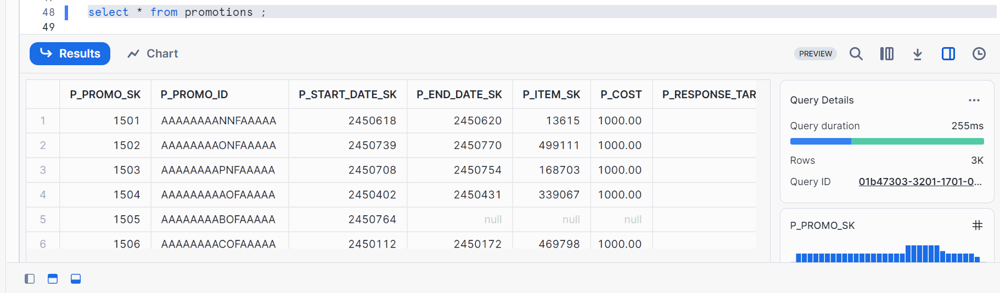 48 select * from promotions ;
49
Results Chart PREVIEW
P_PROMO_SK P_PROMO_ID P_START_DATE_SK P_END_DATE_SK P_ITEM_SK P_COST P_RESPONSE_TAR
1 1501 AAAAAAAANNFAAAAA 2450618 2450620 13615 1000.00
2 1502 AAAAAAAAONFAAAAA 2450739 2450770 499111 1000.00
3 1503 AAAAAAAAPNFAAAAA 2450708 2450754 168703 1000.00
4 1504 AAAAAAAAAOFAAAAA 2450402 2450431 339067 1000.00
5 1505 AAAAAAAABOFAAAAA 2450764 null null null
6 1506 AAAAAAAACOFAAAAA 2450112 2450172 469798 1000.00
Query Details ...
Query duration 255ms
Rows 3K
Query ID 01b47303-3201-1701-0...
P_PROMO_SK #